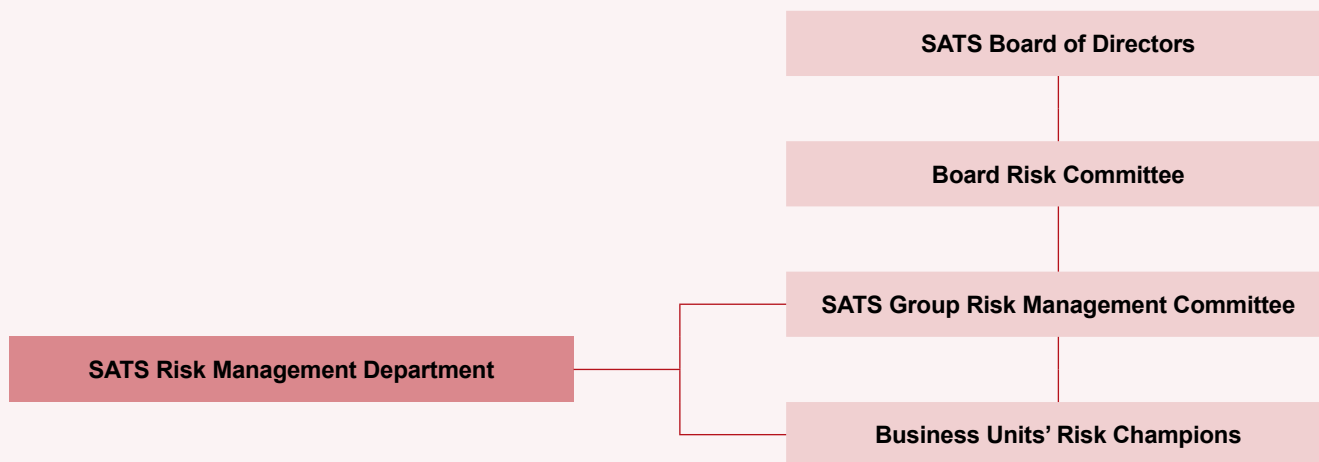 SATS Board of Directors
Board Risk Committee
SATS Group Risk Management Committee
SATS Risk Management Department
Business Units’ Risk Champions